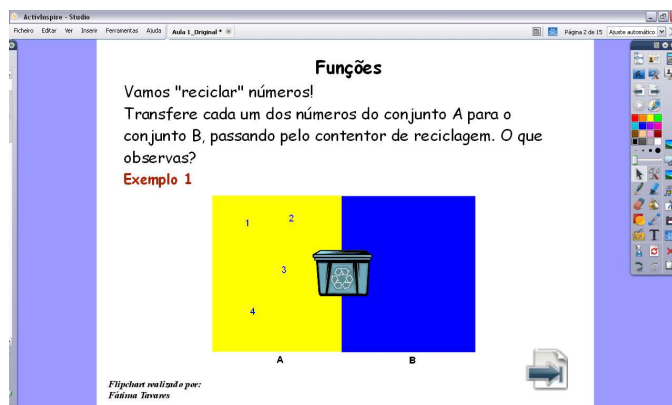 ActivInspire - Studio
Ficheiro Editar Ver Inserir Ferramentas Ajuda Aula 1_Original * Página 2 de 15 Ajuste automático
Funções
Vamos "reciclar" números!
Transfere cada um dos números do conjunto A para o
conjunto B, passando pelo contentor de reciclagem. O que
observas?
Exemplo 1
1 2
3
4
A B
Flipchart realizado por:
Fátima Tavares